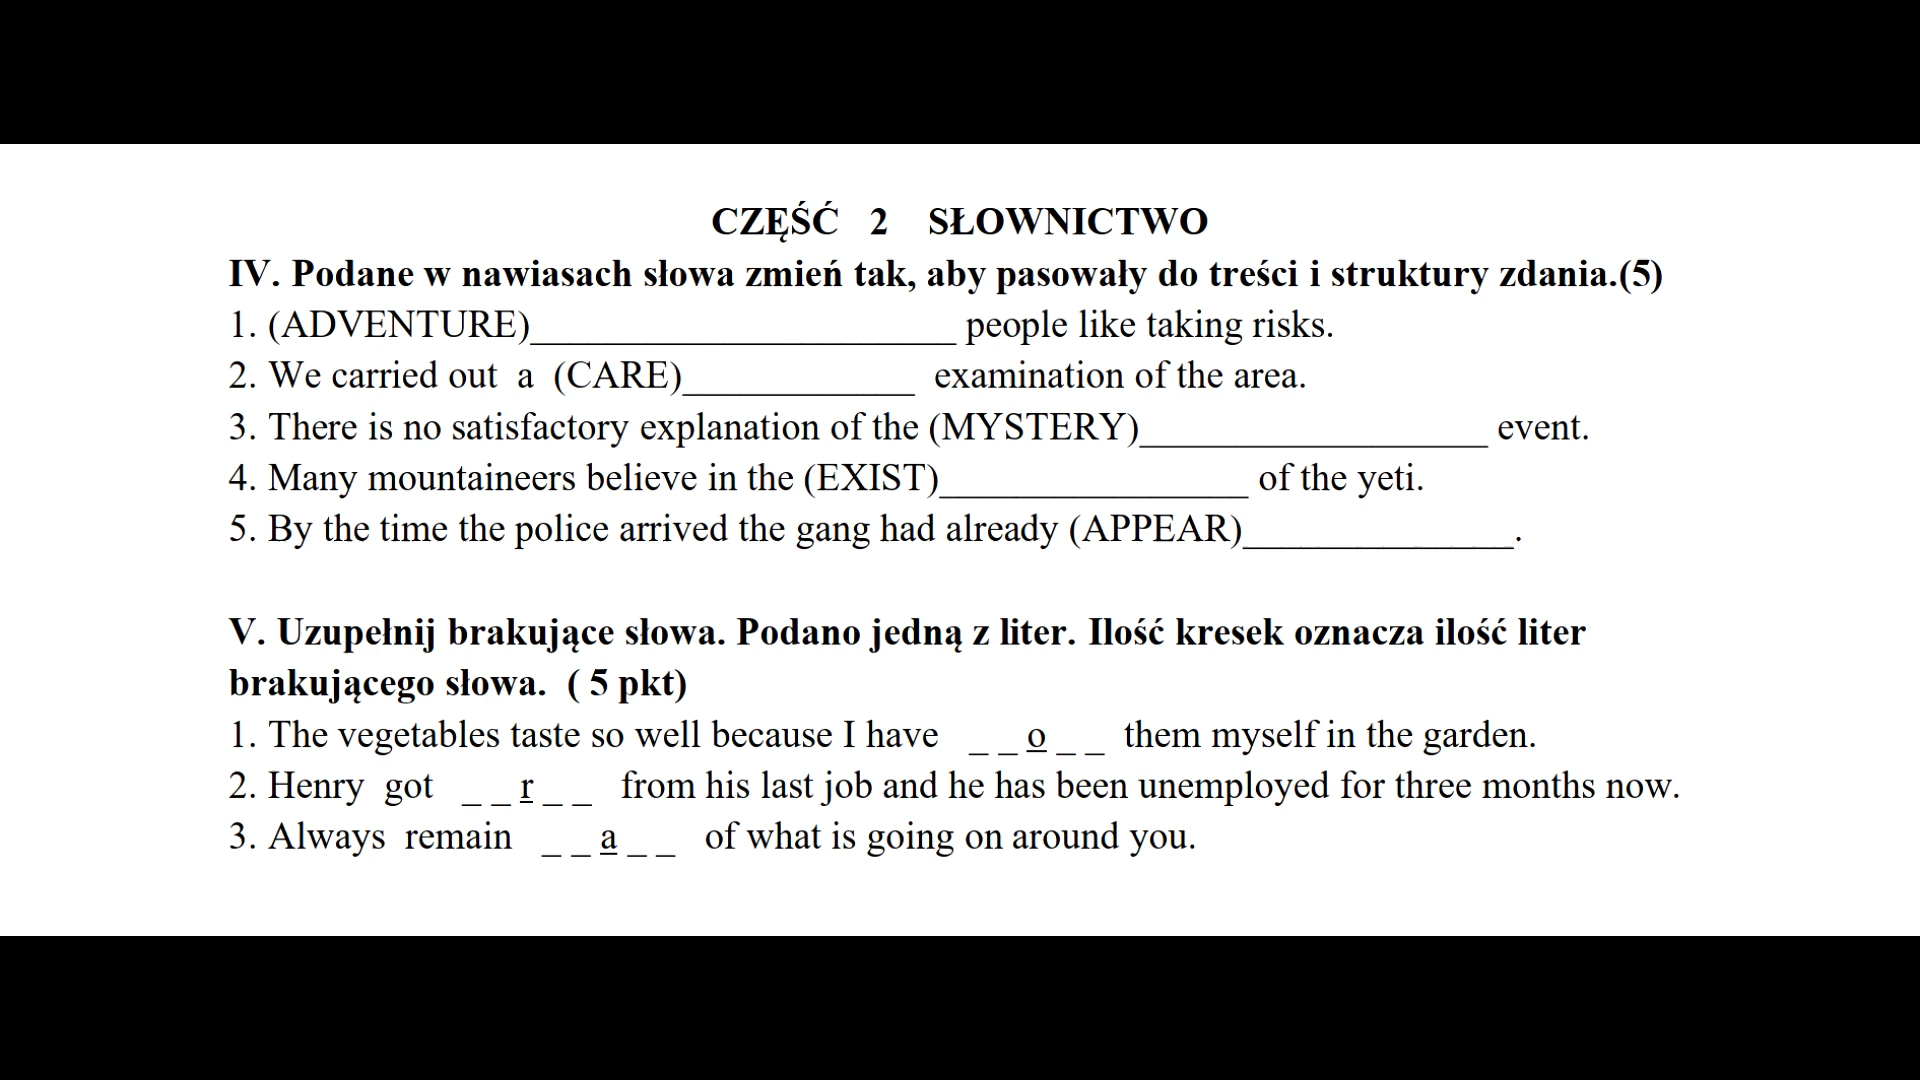 CZĘŚĆ 2 SŁOWNICTWO
IV. Podane w nawiasach słowa zmień tak, aby pasowały do treści i struktury zdania.(5)
1. (ADVENTURE)______________________ people like taking risks.
2. We carried out a (CARE)____________ examination of the area.
3. There is no satisfactory explanation of the (MYSTERY)__________________ event.
4. Many mountaineers believe in the (EXIST)________________ of the yeti.
5. By the time the police arrived the gang had already (APPEAR)______________.
V. Uzupełnij brakujące słowa. Podano jedną z liter. Ilość kresek oznacza ilość liter
brakującego słowa. ( 5 pkt)
1. The vegetables taste so well because I have _ _ o _ _ them myself in the garden.
2. Henry got _ _ r _ _ from his last job and he has been unemployed for three months now.
3. Always remain _ _ a _ _ of what is going on around you.